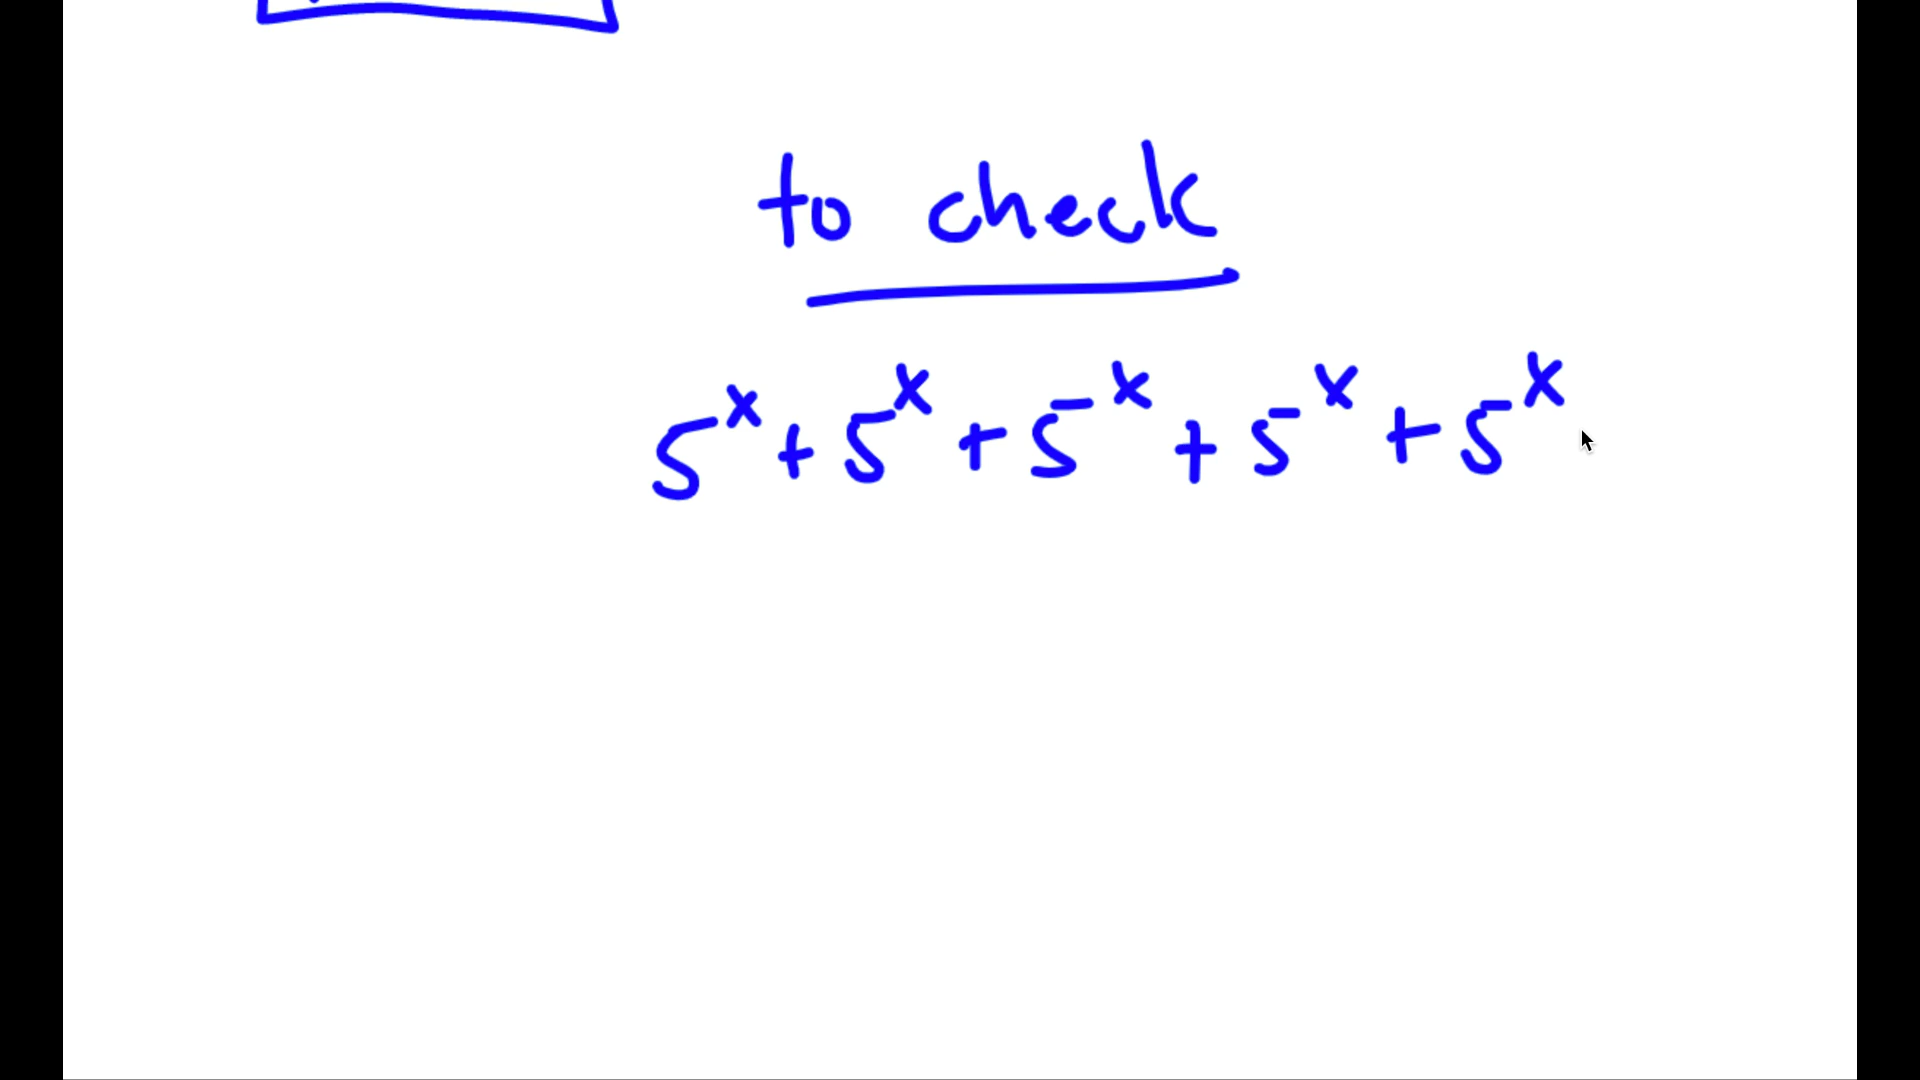 to check
5^x + 5^x + 5^x + 5^x + 5^x